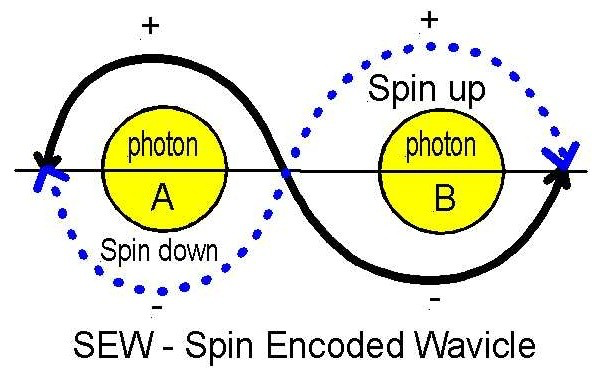 + +
Spin up
photon photon
A B
Spin down
- -
SEW - Spin Encoded Wavicle